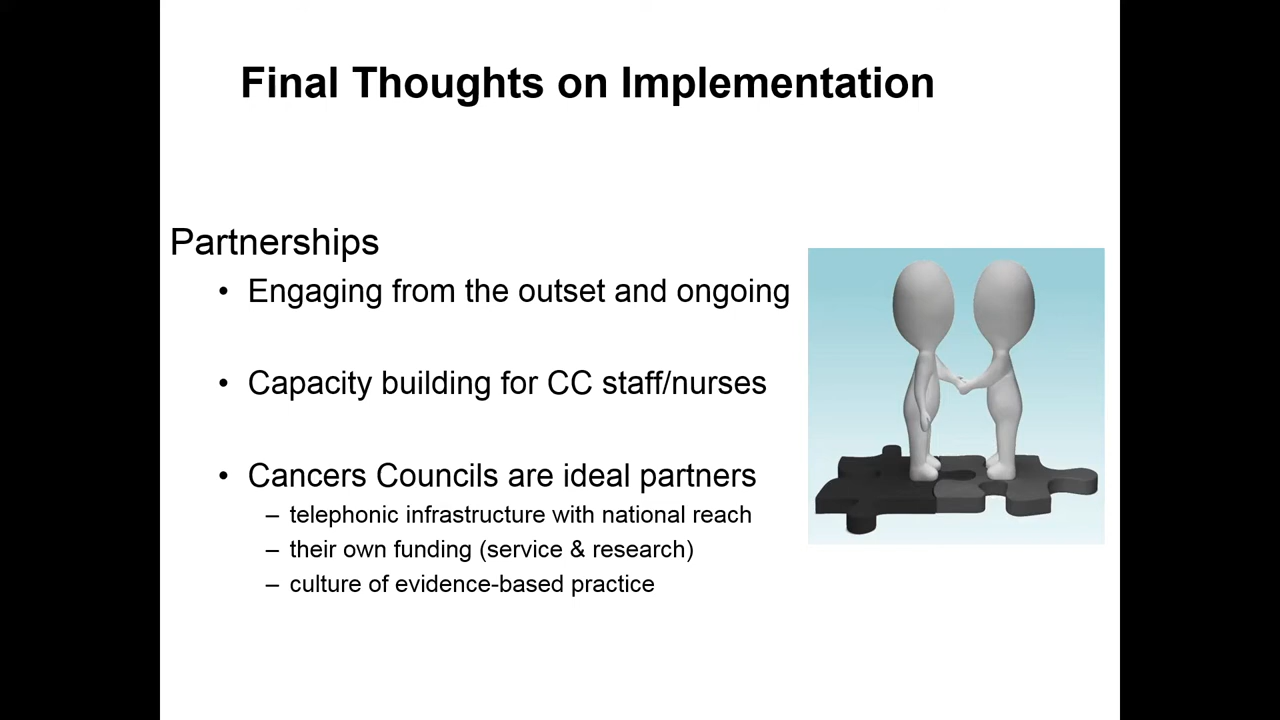 Final Thoughts on Implementation
Partnerships
• Engaging from the outset and ongoing
• Capacity building for CC staff/nurses
• Cancers Councils are ideal partners
– telephonic infrastructure with national reach
– their own funding (service & research)
– culture of evidence-based practice